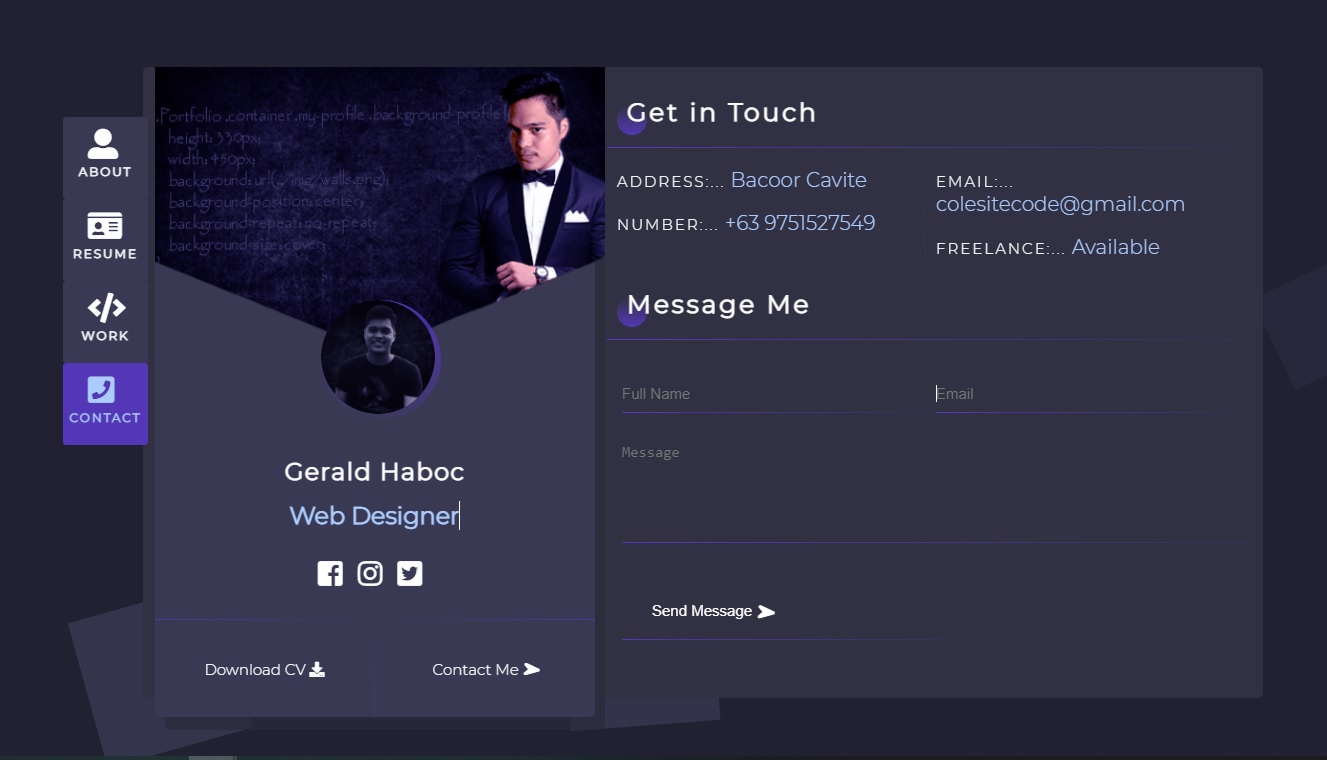 .Portfolio .container .my-profile .background-profile{
height: 330px;
width: 450px;
background: url(../img/walls.png);
background-position: center;
background-repeat: no-repeat;
background-size: cover;
}
ABOUT
RESUME
WORK
CONTACT
Gerald Haboc
Web Designer
Download CV
Contact Me
Get in Touch
ADDRESS:... Bacoor Cavite
NUMBER:... +63 9751527549
EMAIL:...
colesitecode@gmail.com
FREELANCE:... Available
Message Me
Full Name
Email
Message
Send Message